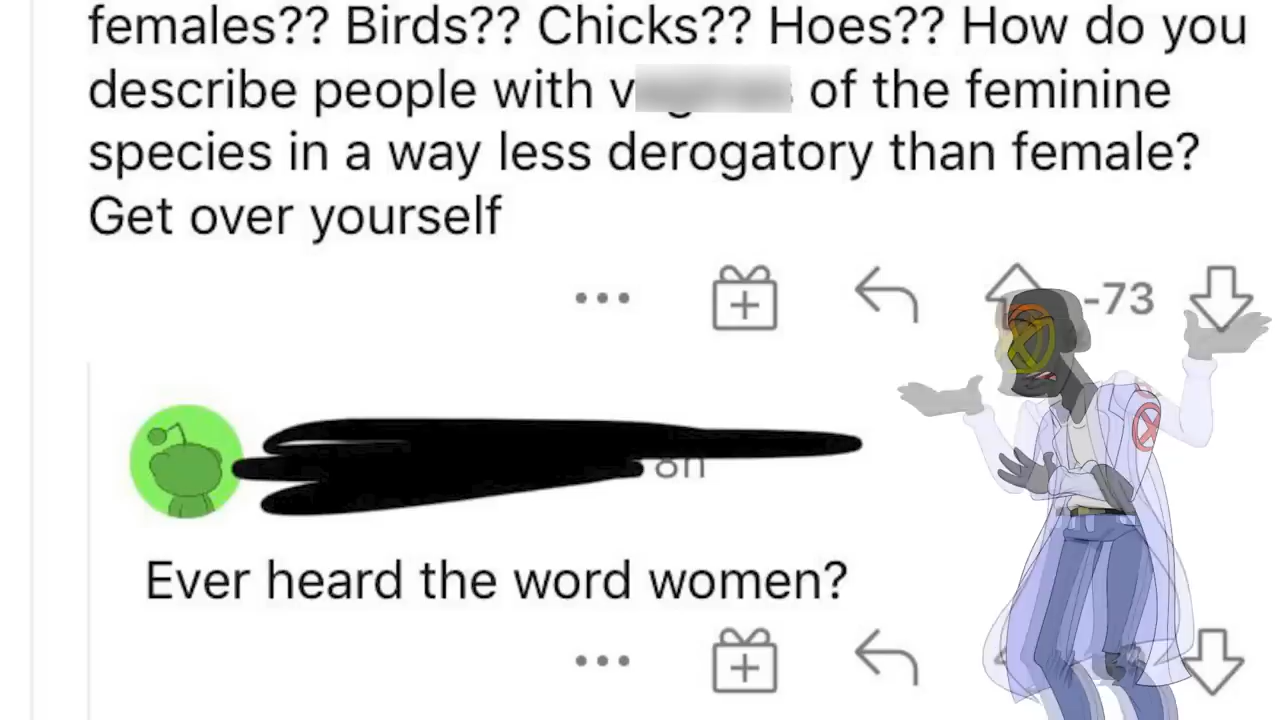 females?? Birds?? Chicks?? Hoes?? How do you
describe people with v of the feminine
species in a way less derogatory than female?
Get over yourself
-73
8h
Ever heard the word women?